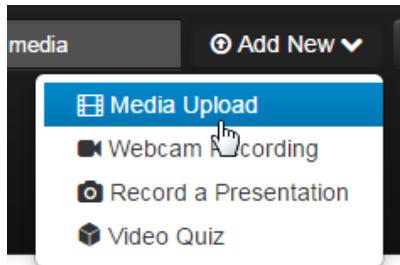 media
Add New
Media Upload
Webcam Recording
Record a Presentation
Video Quiz